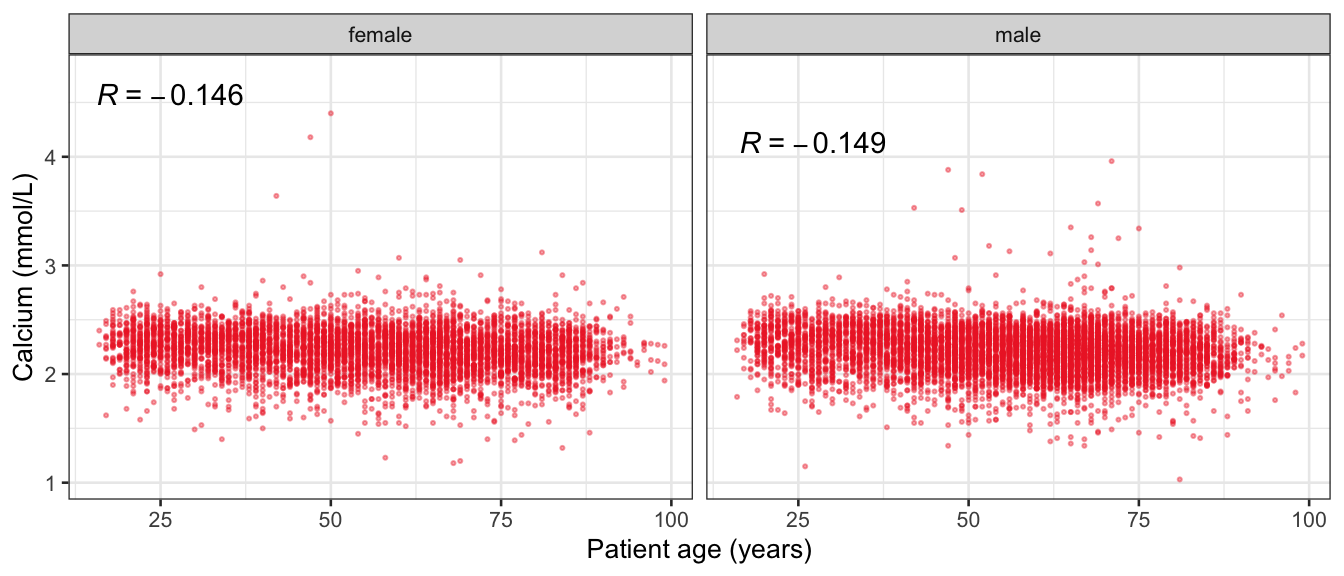 female
male
R = −0.146
R = −0.149
Calcium (mmol/L)
4
3
2
1
25 50 75 100
25 50 75 100
Patient age (years)